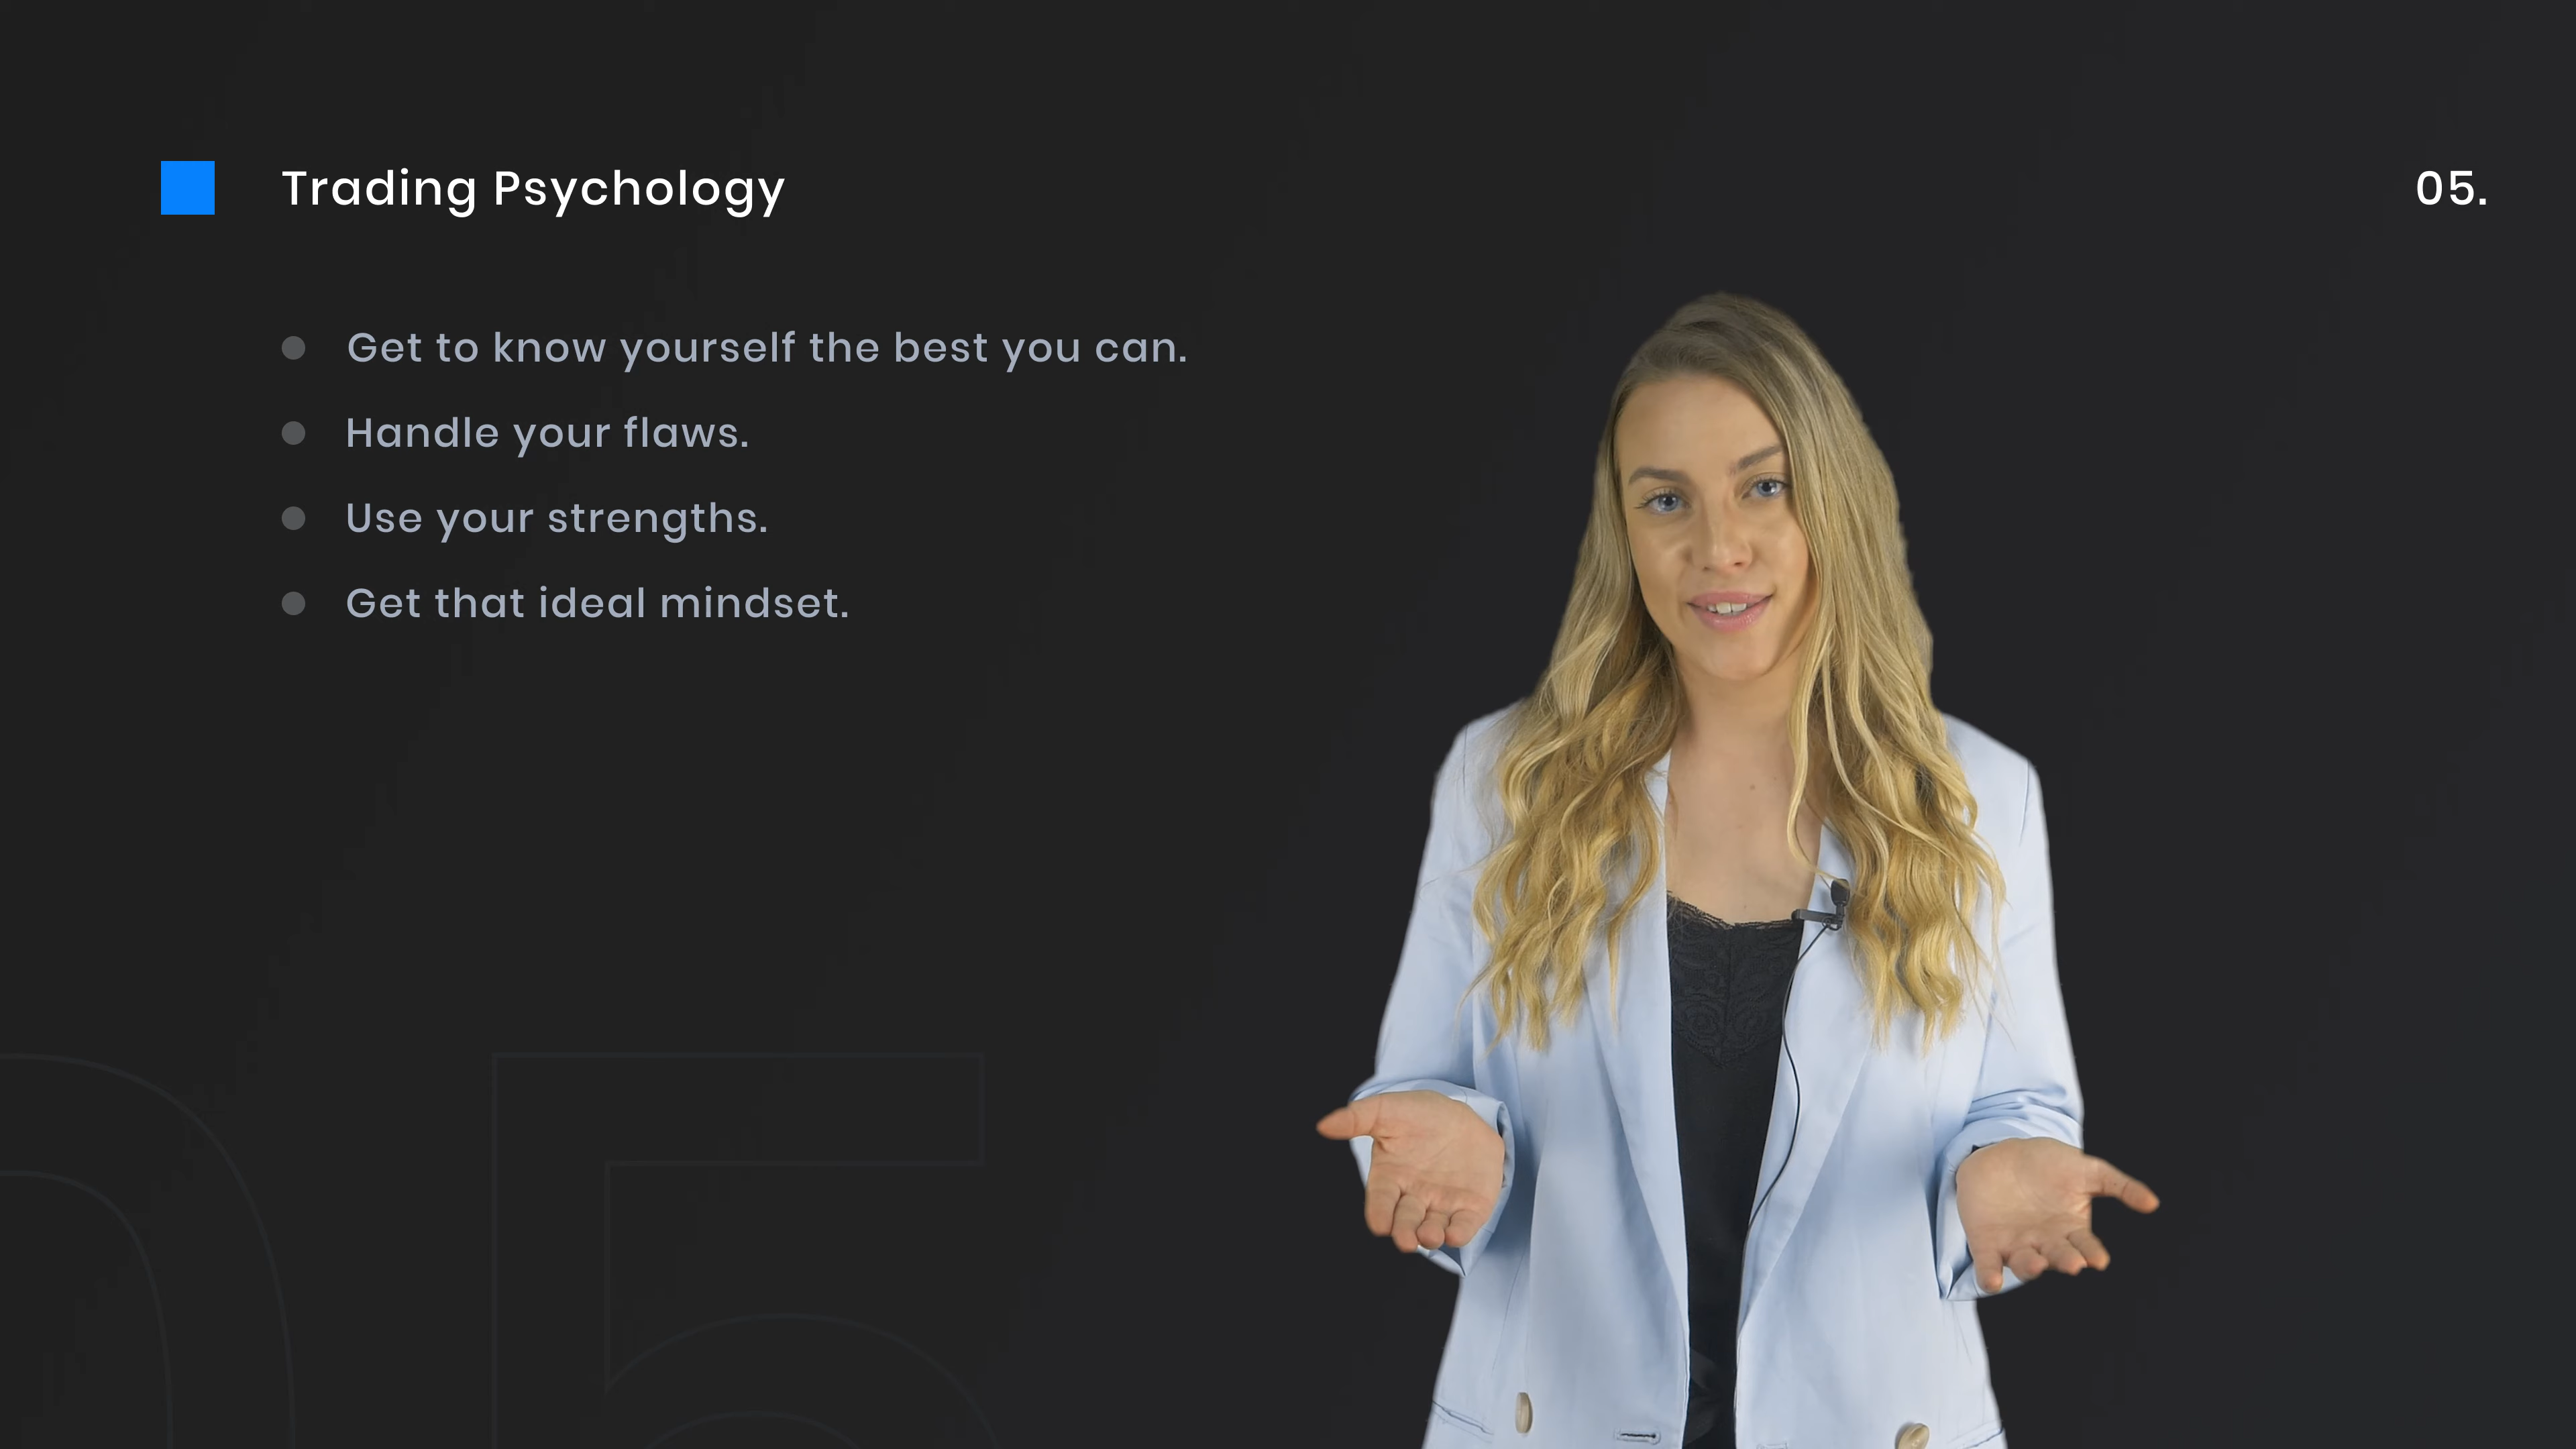 Trading Psychology
05.
Get to know yourself the best you can.
Handle your flaws.
Use your strengths.
Get that ideal mindset.
05